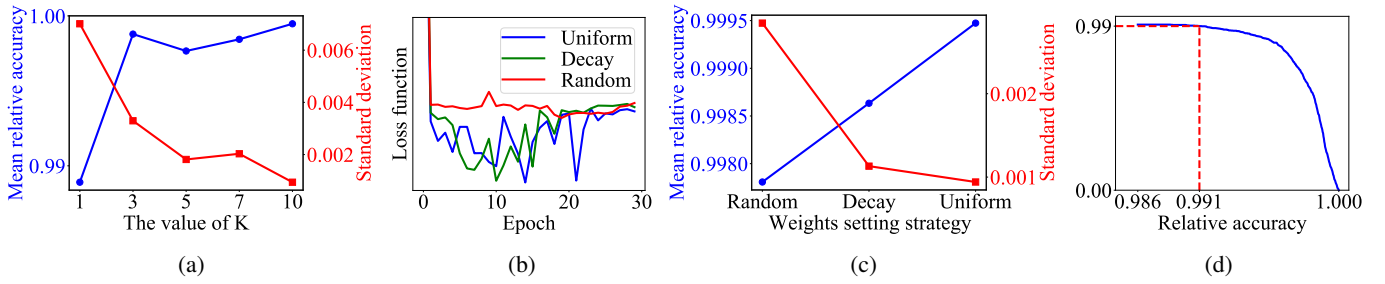 Mean relative accuracy
1.00
0.99
1
3
5
7
10
The value of K
0.006
0.004
0.002
Standard deviation
(a)
Loss function
Uniform
Decay
Random
0
10
20
30
Epoch
(b)
Mean relative accuracy
0.9995
0.9990
0.9985
0.9980
Random
Decay
Uniform
Weights setting strategy
0.002
0.001
Standard deviation
(c)
0.99
0.00
0.986
0.991
1.000
Relative accuracy
(d)